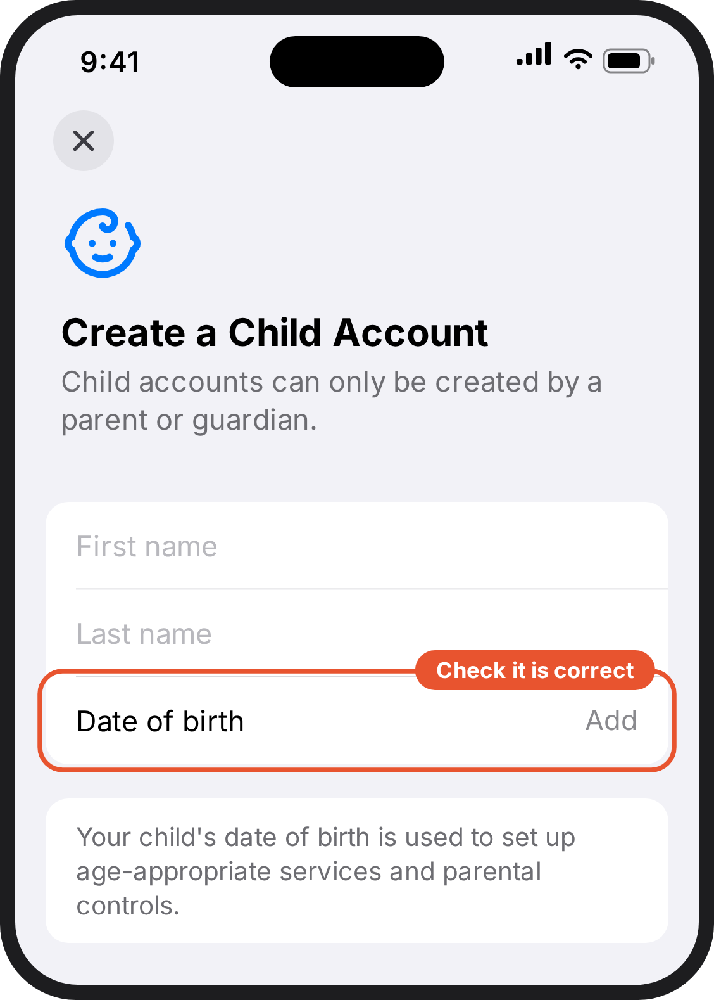 9:41
Create a Child Account
Child accounts can only be created by a
parent or guardian.
First name
Last name
Check it is correct
Date of birth
Add
Your child's date of birth is used to set up
age-appropriate services and parental
controls.